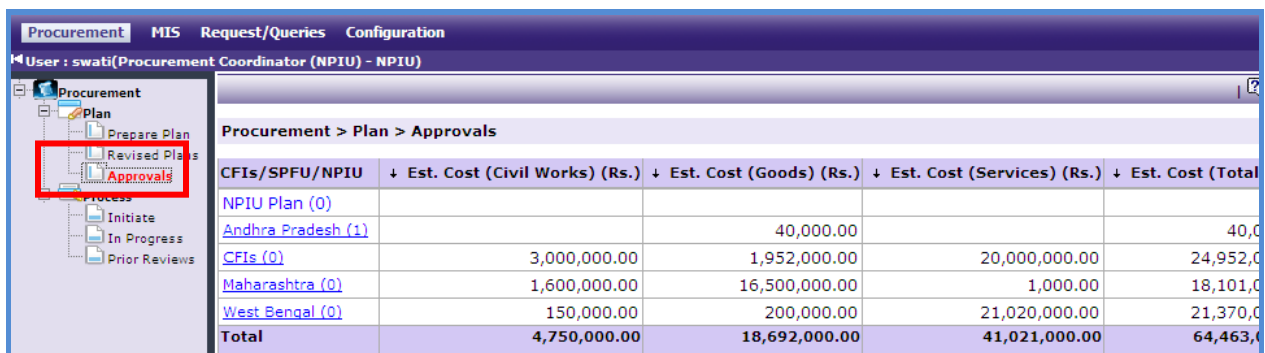 Procurement MIS Request/Queries Configuration
User : swati(Procurement Coordinator (NPIU) - NPIU)
Procurement
Plan
Prepare Plan
Revised Plans
Approvals
Process
Initiate
In Progress
Prior Reviews
Procurement > Plan > Approvals
CFIs/SPFU/NPIU ↓ Est. Cost (Civil Works) (Rs.) ↓ Est. Cost (Goods) (Rs.) ↓ Est. Cost (Services) (Rs.) ↓ Est. Cost (Total
NPIU Plan (0)
Andhra Pradesh (1) 40,000.00 40,0
CFIs (0) 3,000,000.00 1,952,000.00 20,000,000.00 24,952,0
Maharashtra (0) 1,600,000.00 16,500,000.00 1,000.00 18,101,0
West Bengal (0) 150,000.00 200,000.00 21,020,000.00 21,370,0
Total 4,750,000.00 18,692,000.00 41,021,000.00 64,463,